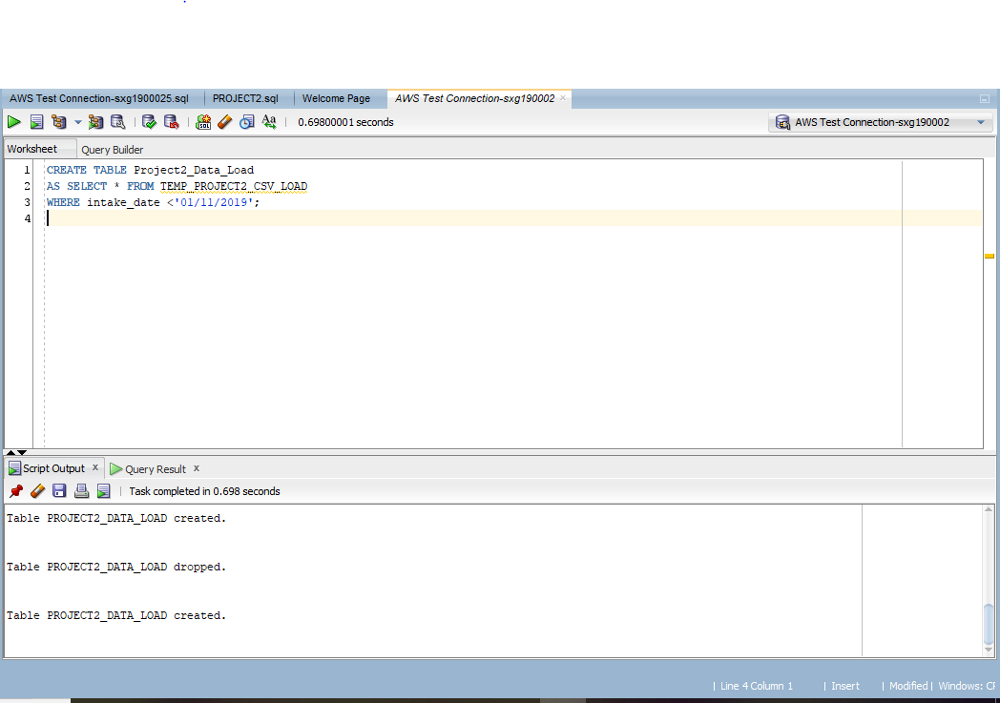 AWS Test Connection-sxg1900025.sql PROJECT2.sql Welcome Page AWS Test Connection-sxg190002
0.69800001 seconds AWS Test Connection-sxg190002
Worksheet Query Builder
1 CREATE TABLE Project2_Data_Load
2 AS SELECT * FROM TEMP_PROJECT2_CSV_LOAD
3 WHERE intake_date <'01/11/2019';
4
Script Output x Query Result x
Task completed in 0.698 seconds
Table PROJECT2_DATA_LOAD created.
Table PROJECT2_DATA_LOAD dropped.
Table PROJECT2_DATA_LOAD created.
| Line 4 Column 1 | Insert | Modified | Windows: CF